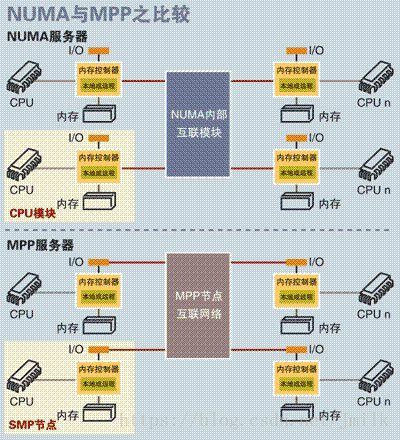 NUMA与MPP之比较
NUMA服务器
I/O
I/O
内存控制器
本地或远程
内存控制器
本地或远程
CPU
CPU n
内存
内存
NUMA内部
互联模块
I/O
I/O
内存控制器
本地或远程
内存控制器
本地或远程
CPU
CPU n
内存
内存
CPU模块
MPP服务器
I/O
I/O
内存控制器
本地或远程
内存控制器
本地或远程
CPU
CPU n
内存
内存
MPP节点
互联网络
I/O
I/O
内存控制器
本地或远程
内存控制器
本地或远程
CPU
CPU n
内存
内存
SMP节点